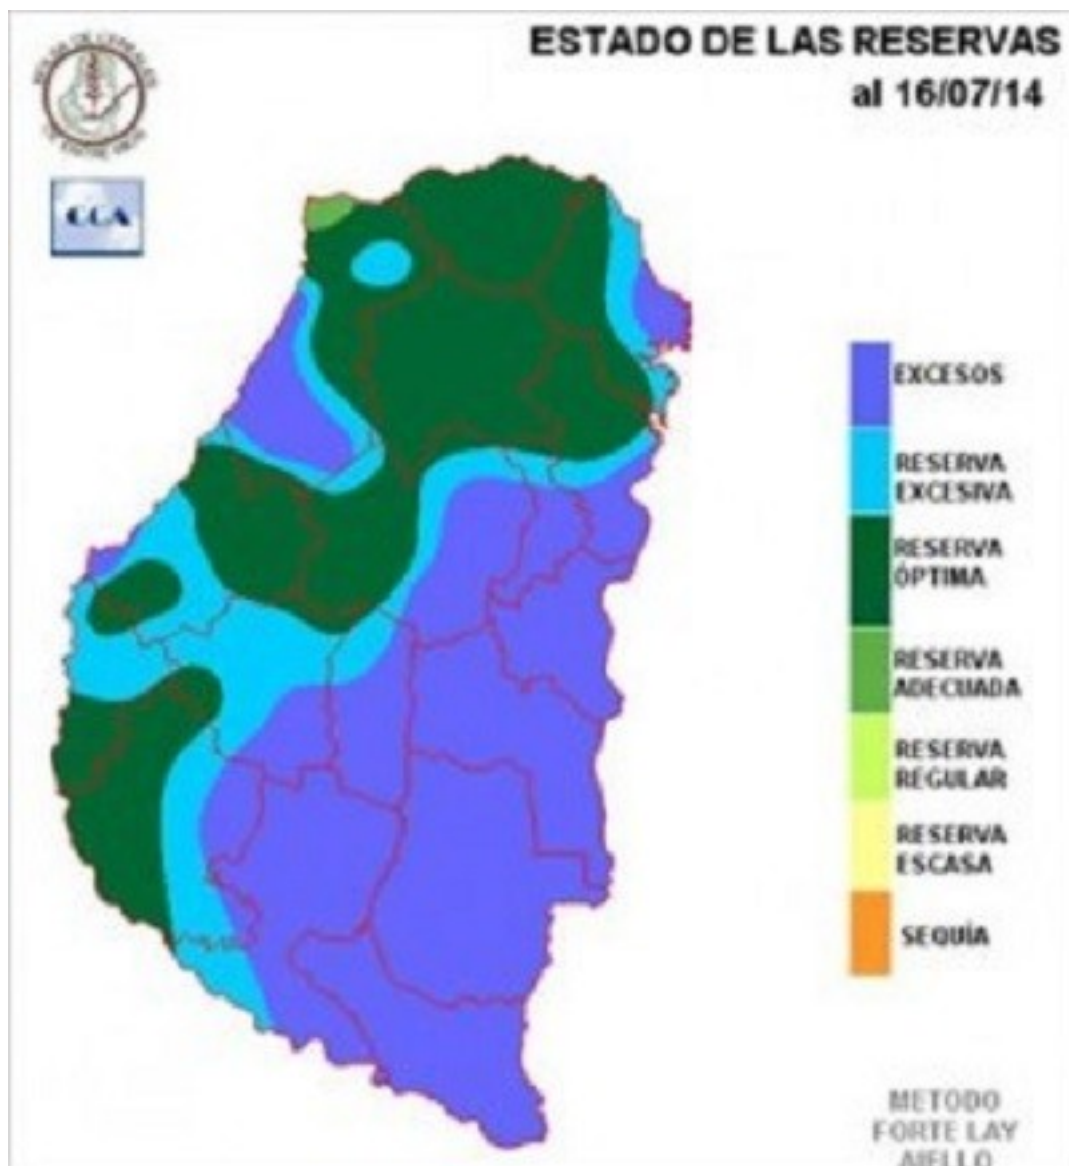 ESTADO DE LAS RESERVAS
al 16/07/14
CCA
EXCESOS
RESERVA
EXCESIVA
RESERVA
ÓPTIMA
RESERVA
ADECUADA
RESERVA
REGULAR
RESERVA
ESCASA
SEQUÍA
METODO
FORTE LAY
AIELLO